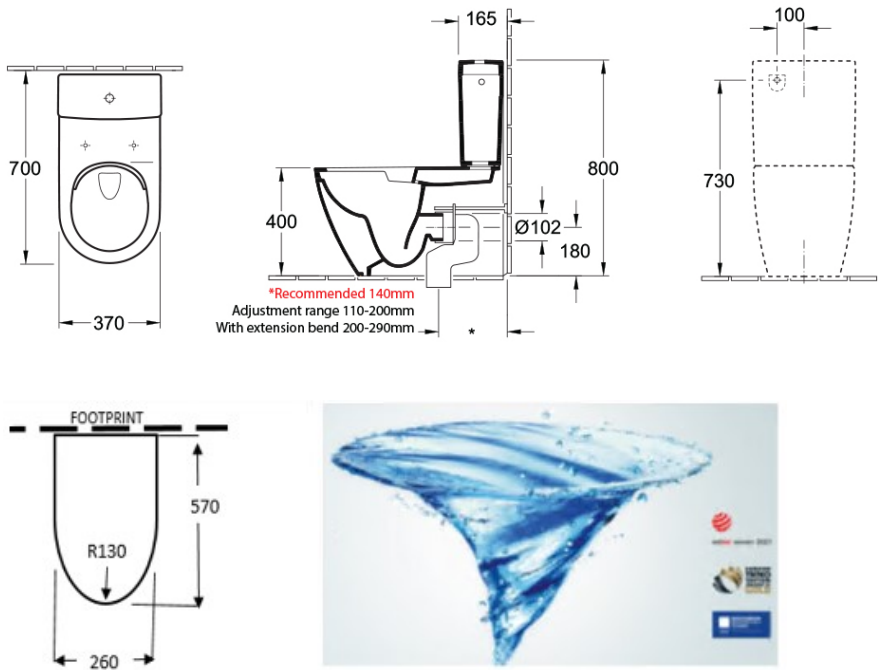 100
165
700
800
730
400
Ø102
180
*Recommended 140mm
Adjustment range 110-200mm
With extension bend 200-290mm
*
370
FOOTPRINT
570
R130
260